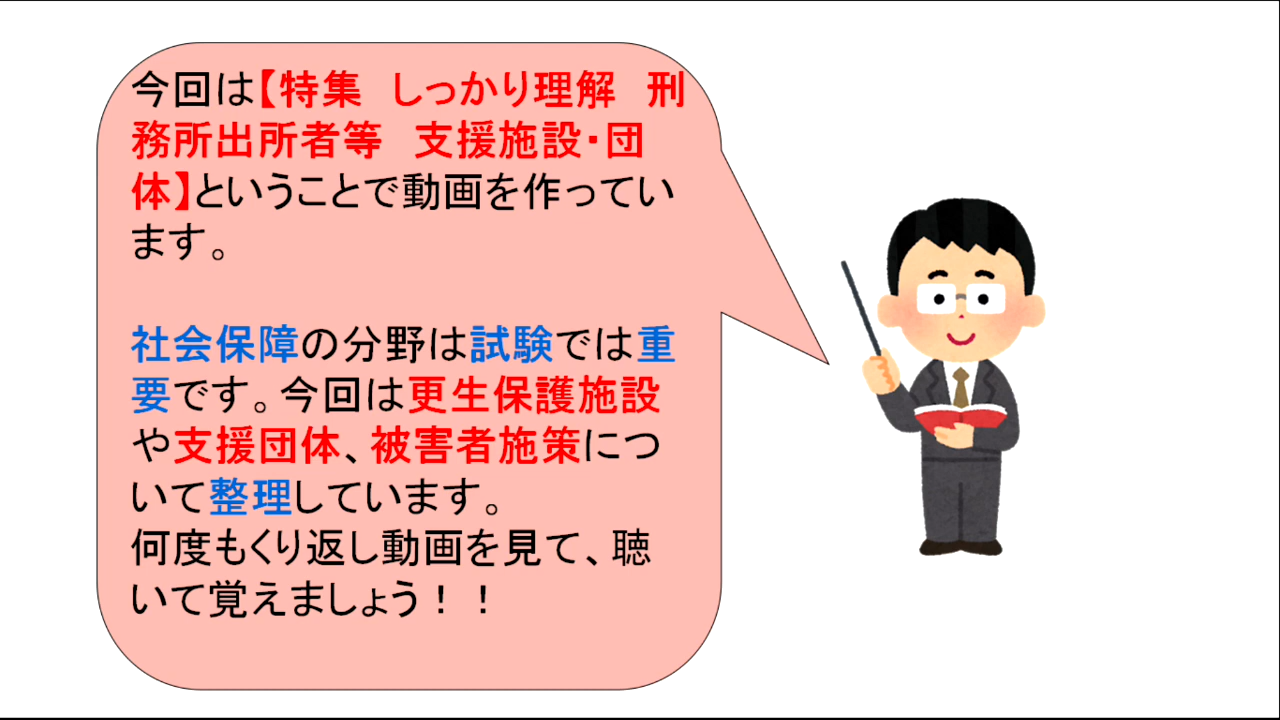 今回は【特集　しっかり理解　刑
務所出所者等　支援施設・団
体】ということで動画を作ってい
ます。
社会保障の分野は試験では重
要です。今回は更生保護施設
や支援団体、被害者施策につ
いて整理しています。
何度もくり返し動画を見て、聴
いて覚えましょう！！